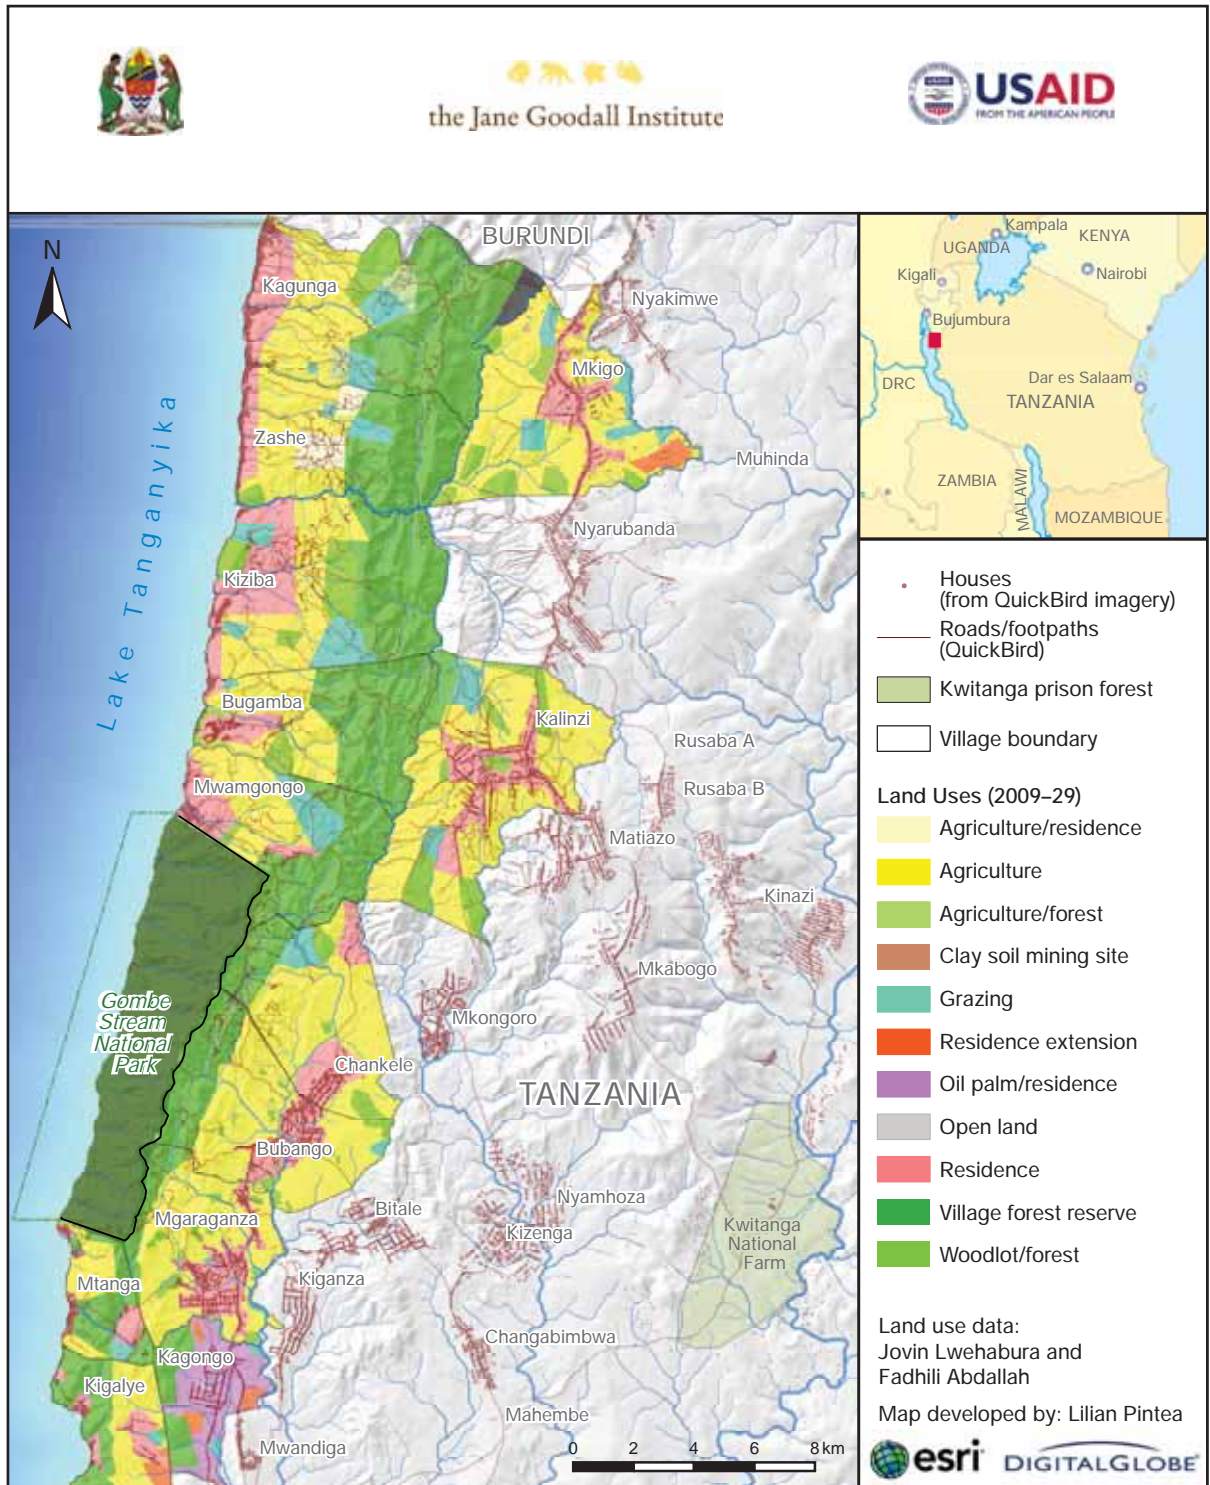 the Jane Goodall Institute
USAID
FROM THE AMERICAN PEOPLE
N
BURUNDI
Kagunga
Nyakimwe
Mkigo
Zashe
Muhinda
Lake Tanganyika
Nyarubanda
Kiziba
Bugamba
Kalinzi
Rusaba A
Rusaba B
Mwamgongo
Matiazo
Kinazi
Mkabogo
Gombe
Stream
National
Park
Mkongoro
Chankele
TANZANIA
Bubango
Nyamhoza
Bitale
Mgaraganza
Kizenga
Kwitanga
National
Farm
Kiganza
Mtanga
Changabimbwa
Kagongo
Kigalye
Mahembe
Mwandiga
0 2 4 6 8 km
Kampala
UGANDA
KENYA
Kigali
Nairobi
Bujumbura
DRC
Dar es Salaam
TANZANIA
ZAMBIA
MALAWI
MOZAMBIQUE
Houses
(from QuickBird imagery)
Roads/footpaths
(QuickBird)
Kwitanga prison forest
Village boundary
Land Uses (2009–29)
Agriculture/residence
Agriculture
Agriculture/forest
Clay soil mining site
Grazing
Residence extension
Oil palm/residence
Open land
Residence
Village forest reserve
Woodlot/forest
Land use data:
Jovin Lwehabura and
Fadhili Abdallah
Map developed by: Lilian Pintea
esri
DIGITALGLOBE